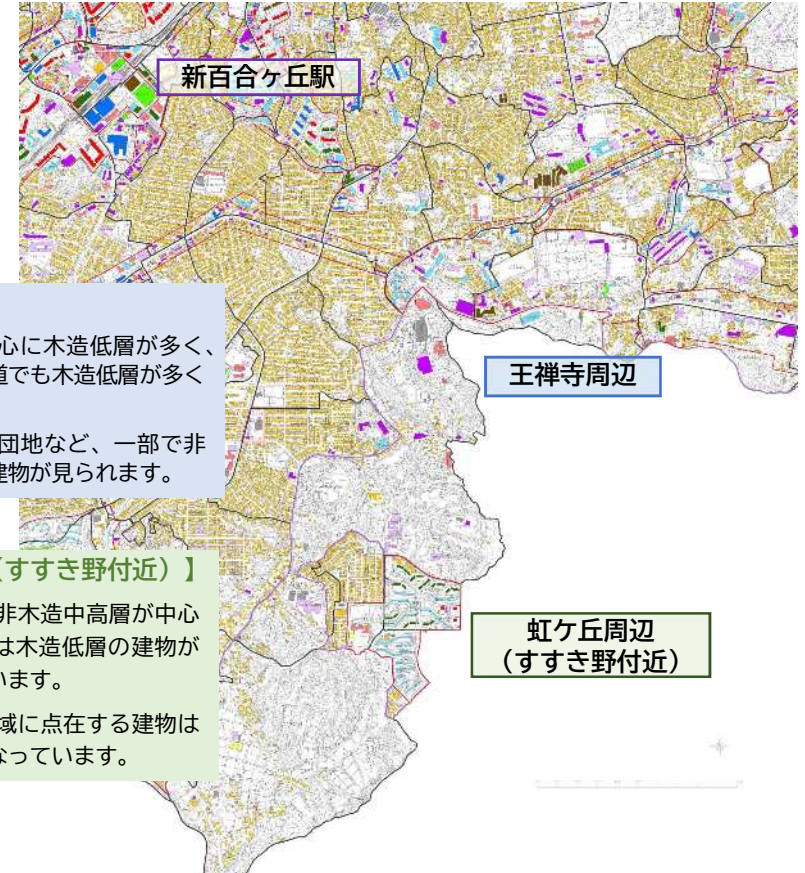 新百合ヶ丘駅
心に木造低層が多く、
道でも木造低層が多く
団地など、一部で非
建物が見られます。
王禅寺周辺
（すすき野付近）】
非木造中高層が中心
は木造低層の建物が
います。
域に点在する建物は
なっています。
虹ケ丘周辺
（すすき野付近）